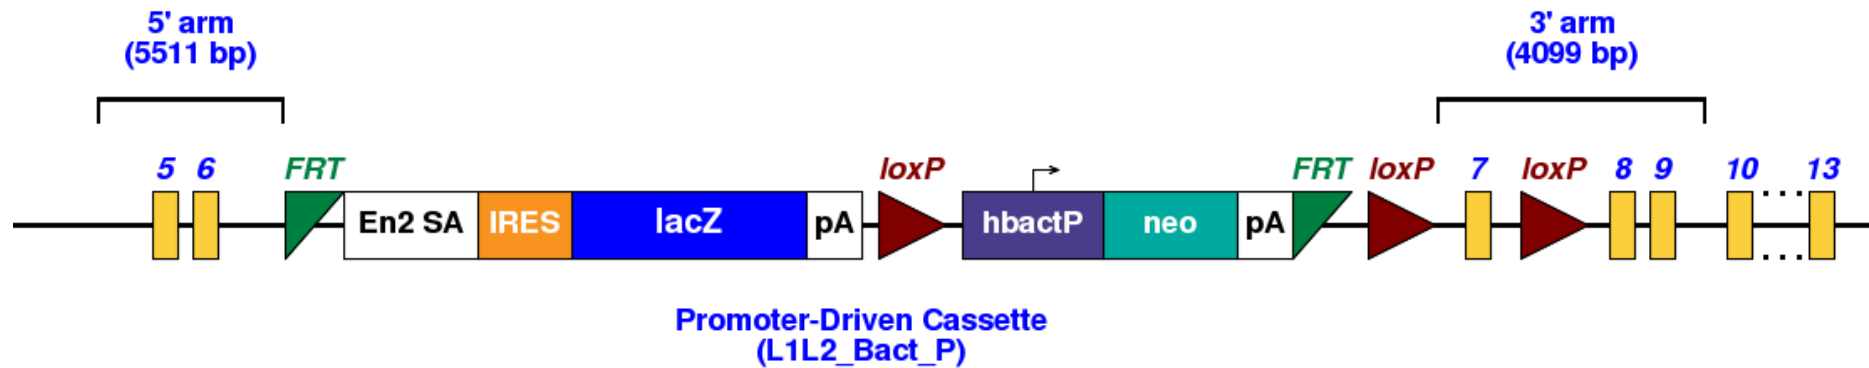 5' arm
(5511 bp)
3' arm
(4099 bp)
5 6 FRT loxP FRT loxP 7 loxP 8 9 10 13
En2 SA IRES lacZ pA hbactP neo pA
Promoter-Driven Cassette
(L1L2_Bact_P)